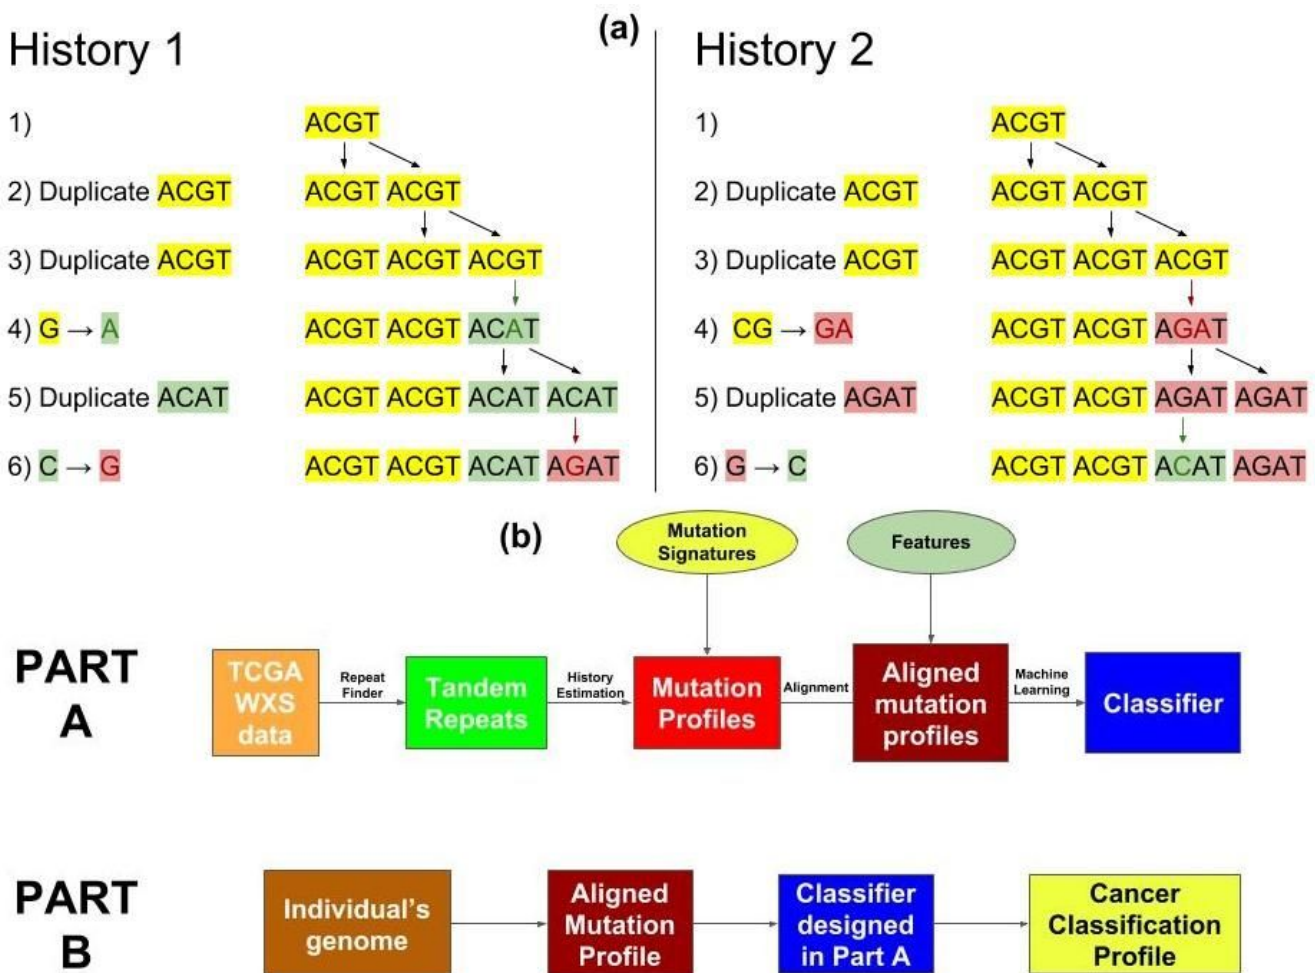 (a)
History 1
1) ACGT
2) Duplicate ACGT ACGT ACGT
3) Duplicate ACGT ACGT ACGT ACGT
4) G → A ACGT ACGT ACAT
5) Duplicate ACAT ACGT ACGT ACAT ACAT
6) C → G ACGT ACGT ACAT AGAT
History 2
1) ACGT
2) Duplicate ACGT ACGT ACGT
3) Duplicate ACGT ACGT ACGT ACGT
4) CG → GA ACGT ACGT AGAT
5) Duplicate AGAT ACGT ACGT AGAT AGAT
6) G → C ACGT ACGT ACAT AGAT
(b)
Mutation
Signatures
Features
PART
A
TCGA
WXS
data
Repeat
Finder
Tandem
Repeats
History
Estimation
Mutation
Profiles
Alignment
Aligned
mutation
profiles
Machine
Learning
Classifier
PART
B
Individual's
genome
Aligned
Mutation
Profile
Classifier
designed
in Part A
Cancer
Classification
Profile